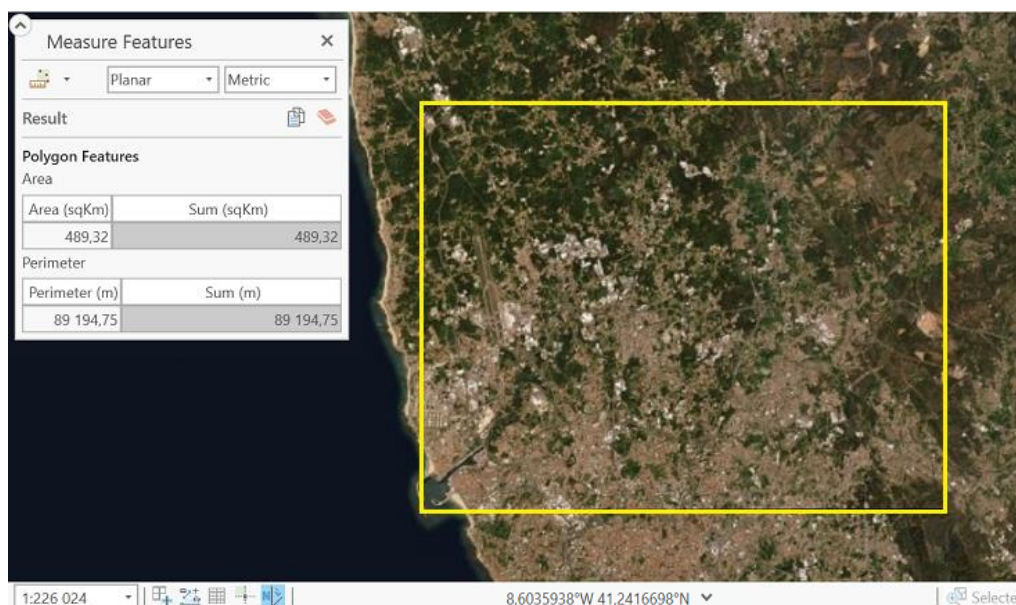 Measure Features
Planar Metric
Result
Polygon Features
Area
Area (sqKm) Sum (sqKm)
489,32 489,32
Perimeter
Perimeter (m) Sum (m)
89 194,75 89 194,75
1:226 024 8,6035938°W 41,2416698°N Selecte